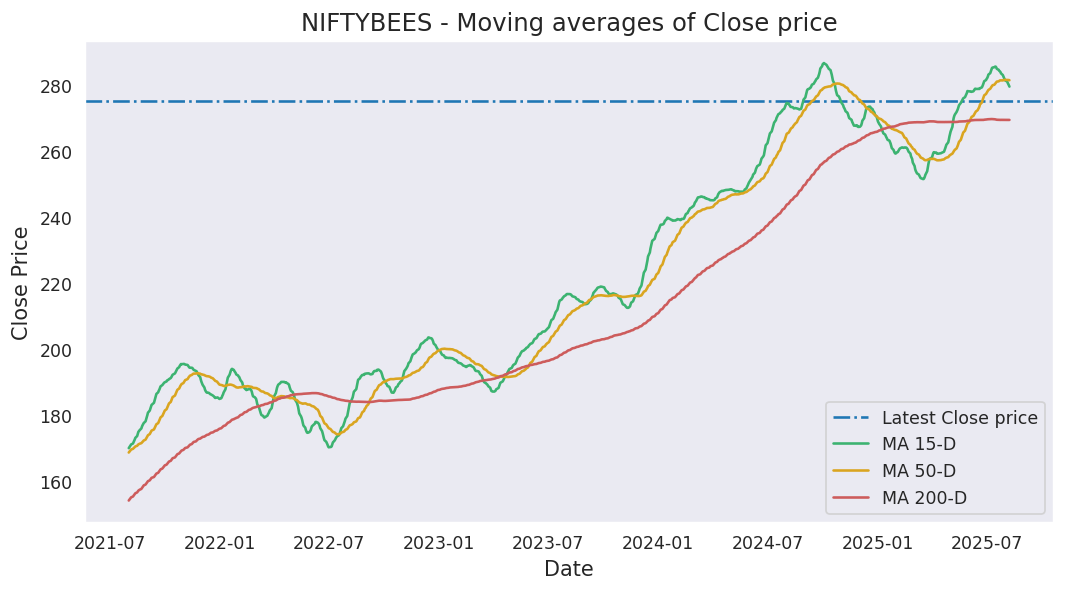 NIFTYBEES - Moving averages of Close price
Close Price
280
260
240
220
200
180
160
2021-07 2022-01 2022-07 2023-01 2023-07 2024-01 2024-07 2025-01 2025-07
Date
Latest Close price
MA 15-D
MA 50-D
MA 200-D